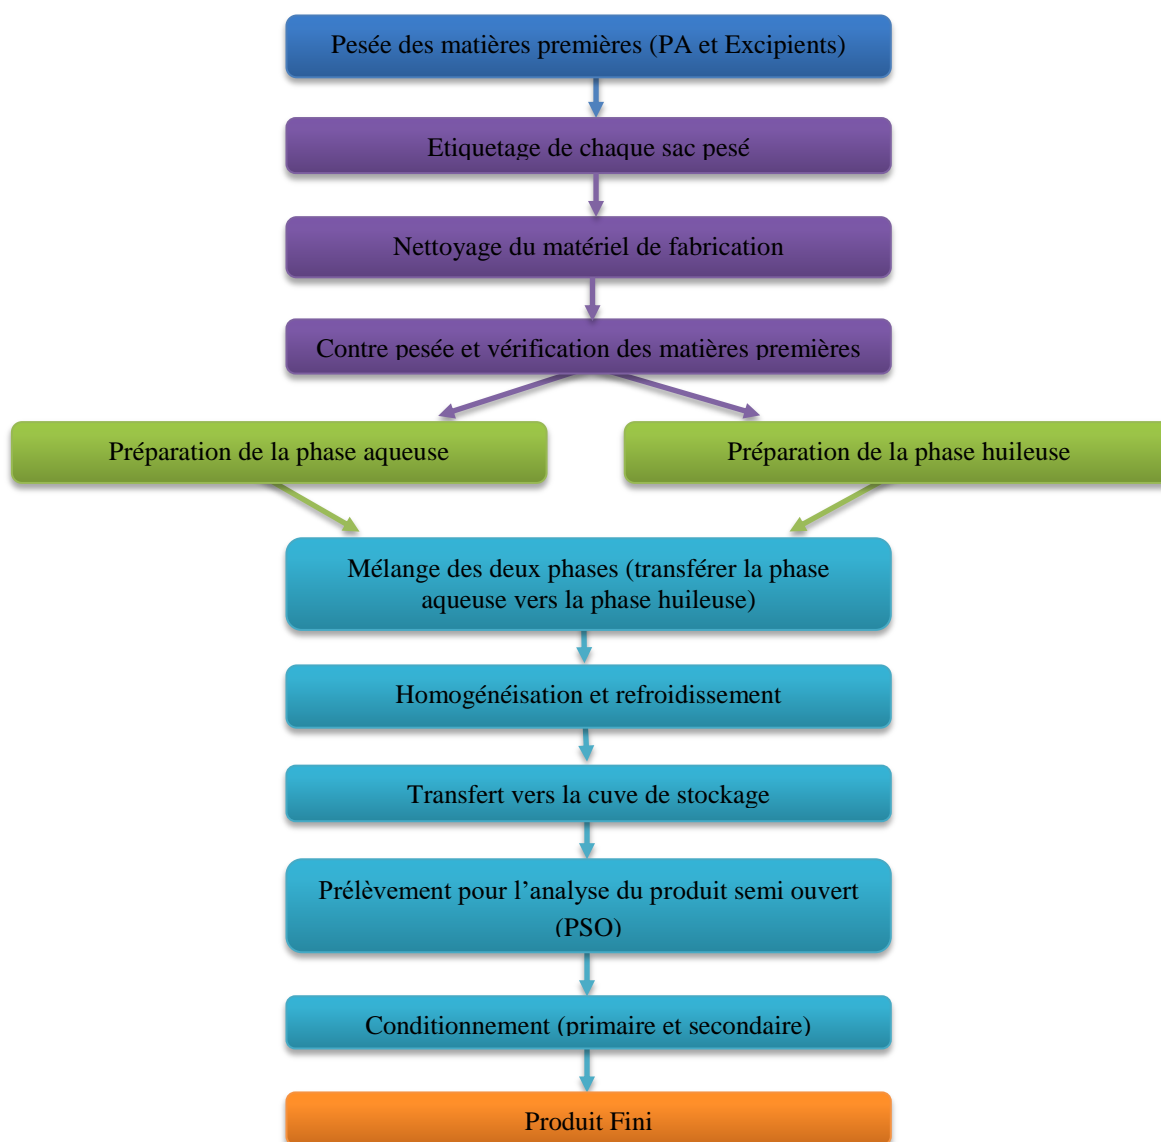 Pesée des matières premières (PA et Excipients)
Etiquetage de chaque sac pesé
Nettoyage du matériel de fabrication
Contre pesée et vérification des matières premières
Préparation de la phase aqueuse
Préparation de la phase huileuse
Mélange des deux phases (transférer la phase
aqueuse vers la phase huileuse)
Homogénéisation et refroidissement
Transfert vers la cuve de stockage
Prélèvement pour l’analyse du produit semi ouvert
(PSO)
Conditionnement (primaire et secondaire)
Produit Fini